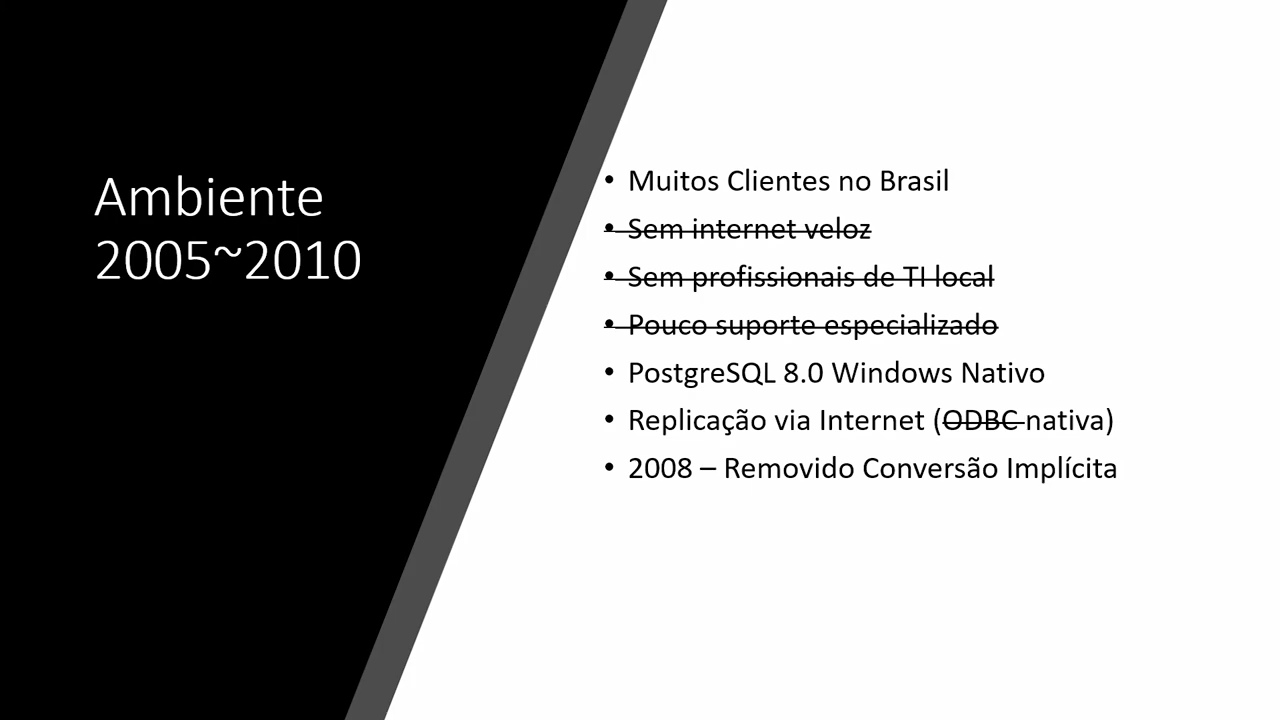 Ambiente
2005~2010
• Muitos Clientes no Brasil
• Sem internet veloz
• Sem profissionais de TI local
• Pouco suporte especializado
• PostgreSQL 8.0 Windows Nativo
• Replicação via Internet (ODBC nativa)
• 2008 – Removido Conversão Implícita